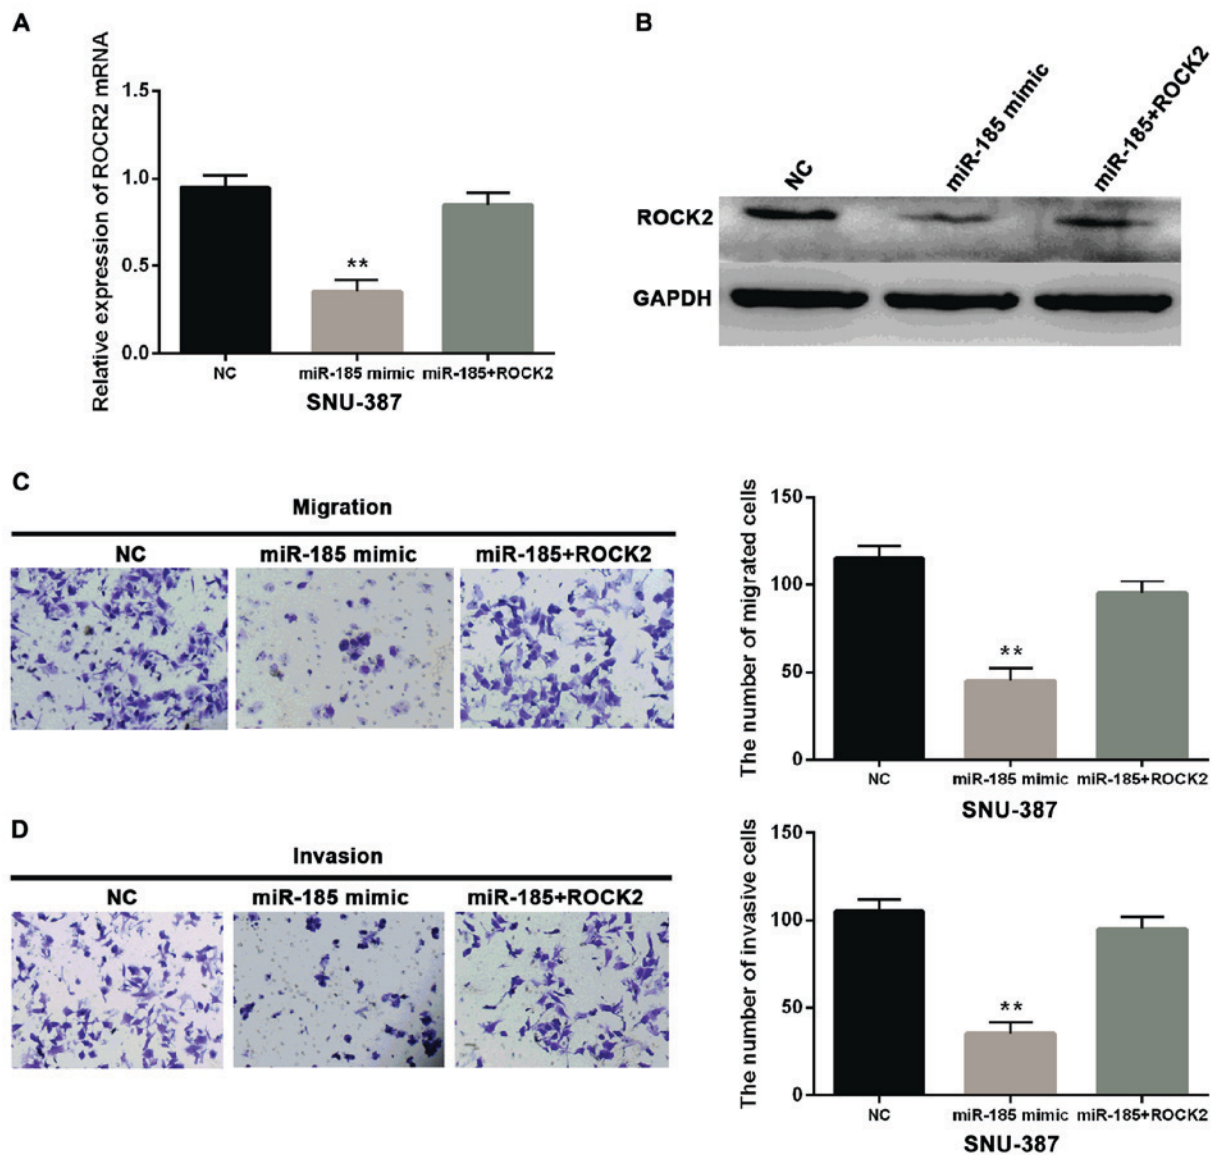 A
Relative expression of ROCR2 mRNA
1.5
1.0
0.5
0.0
**
NC
miR-185 mimic
miR-185+ROCK2
SNU-387
B
NC
miR-185 mimic
miR-185+ROCK2
ROCK2
GAPDH
C
Migration
NC
miR-185 mimic
miR-185+ROCK2
The number of migrated cells
150
100
50
0
**
NC
miR-185 mimic
miR-185+ROCK2
SNU-387
D
Invasion
NC
miR-185 mimic
miR-185+ROCK2
The number of invasive cells
150
100
50
0
**
NC
miR-185 mimic
miR-185+ROCK2
SNU-387